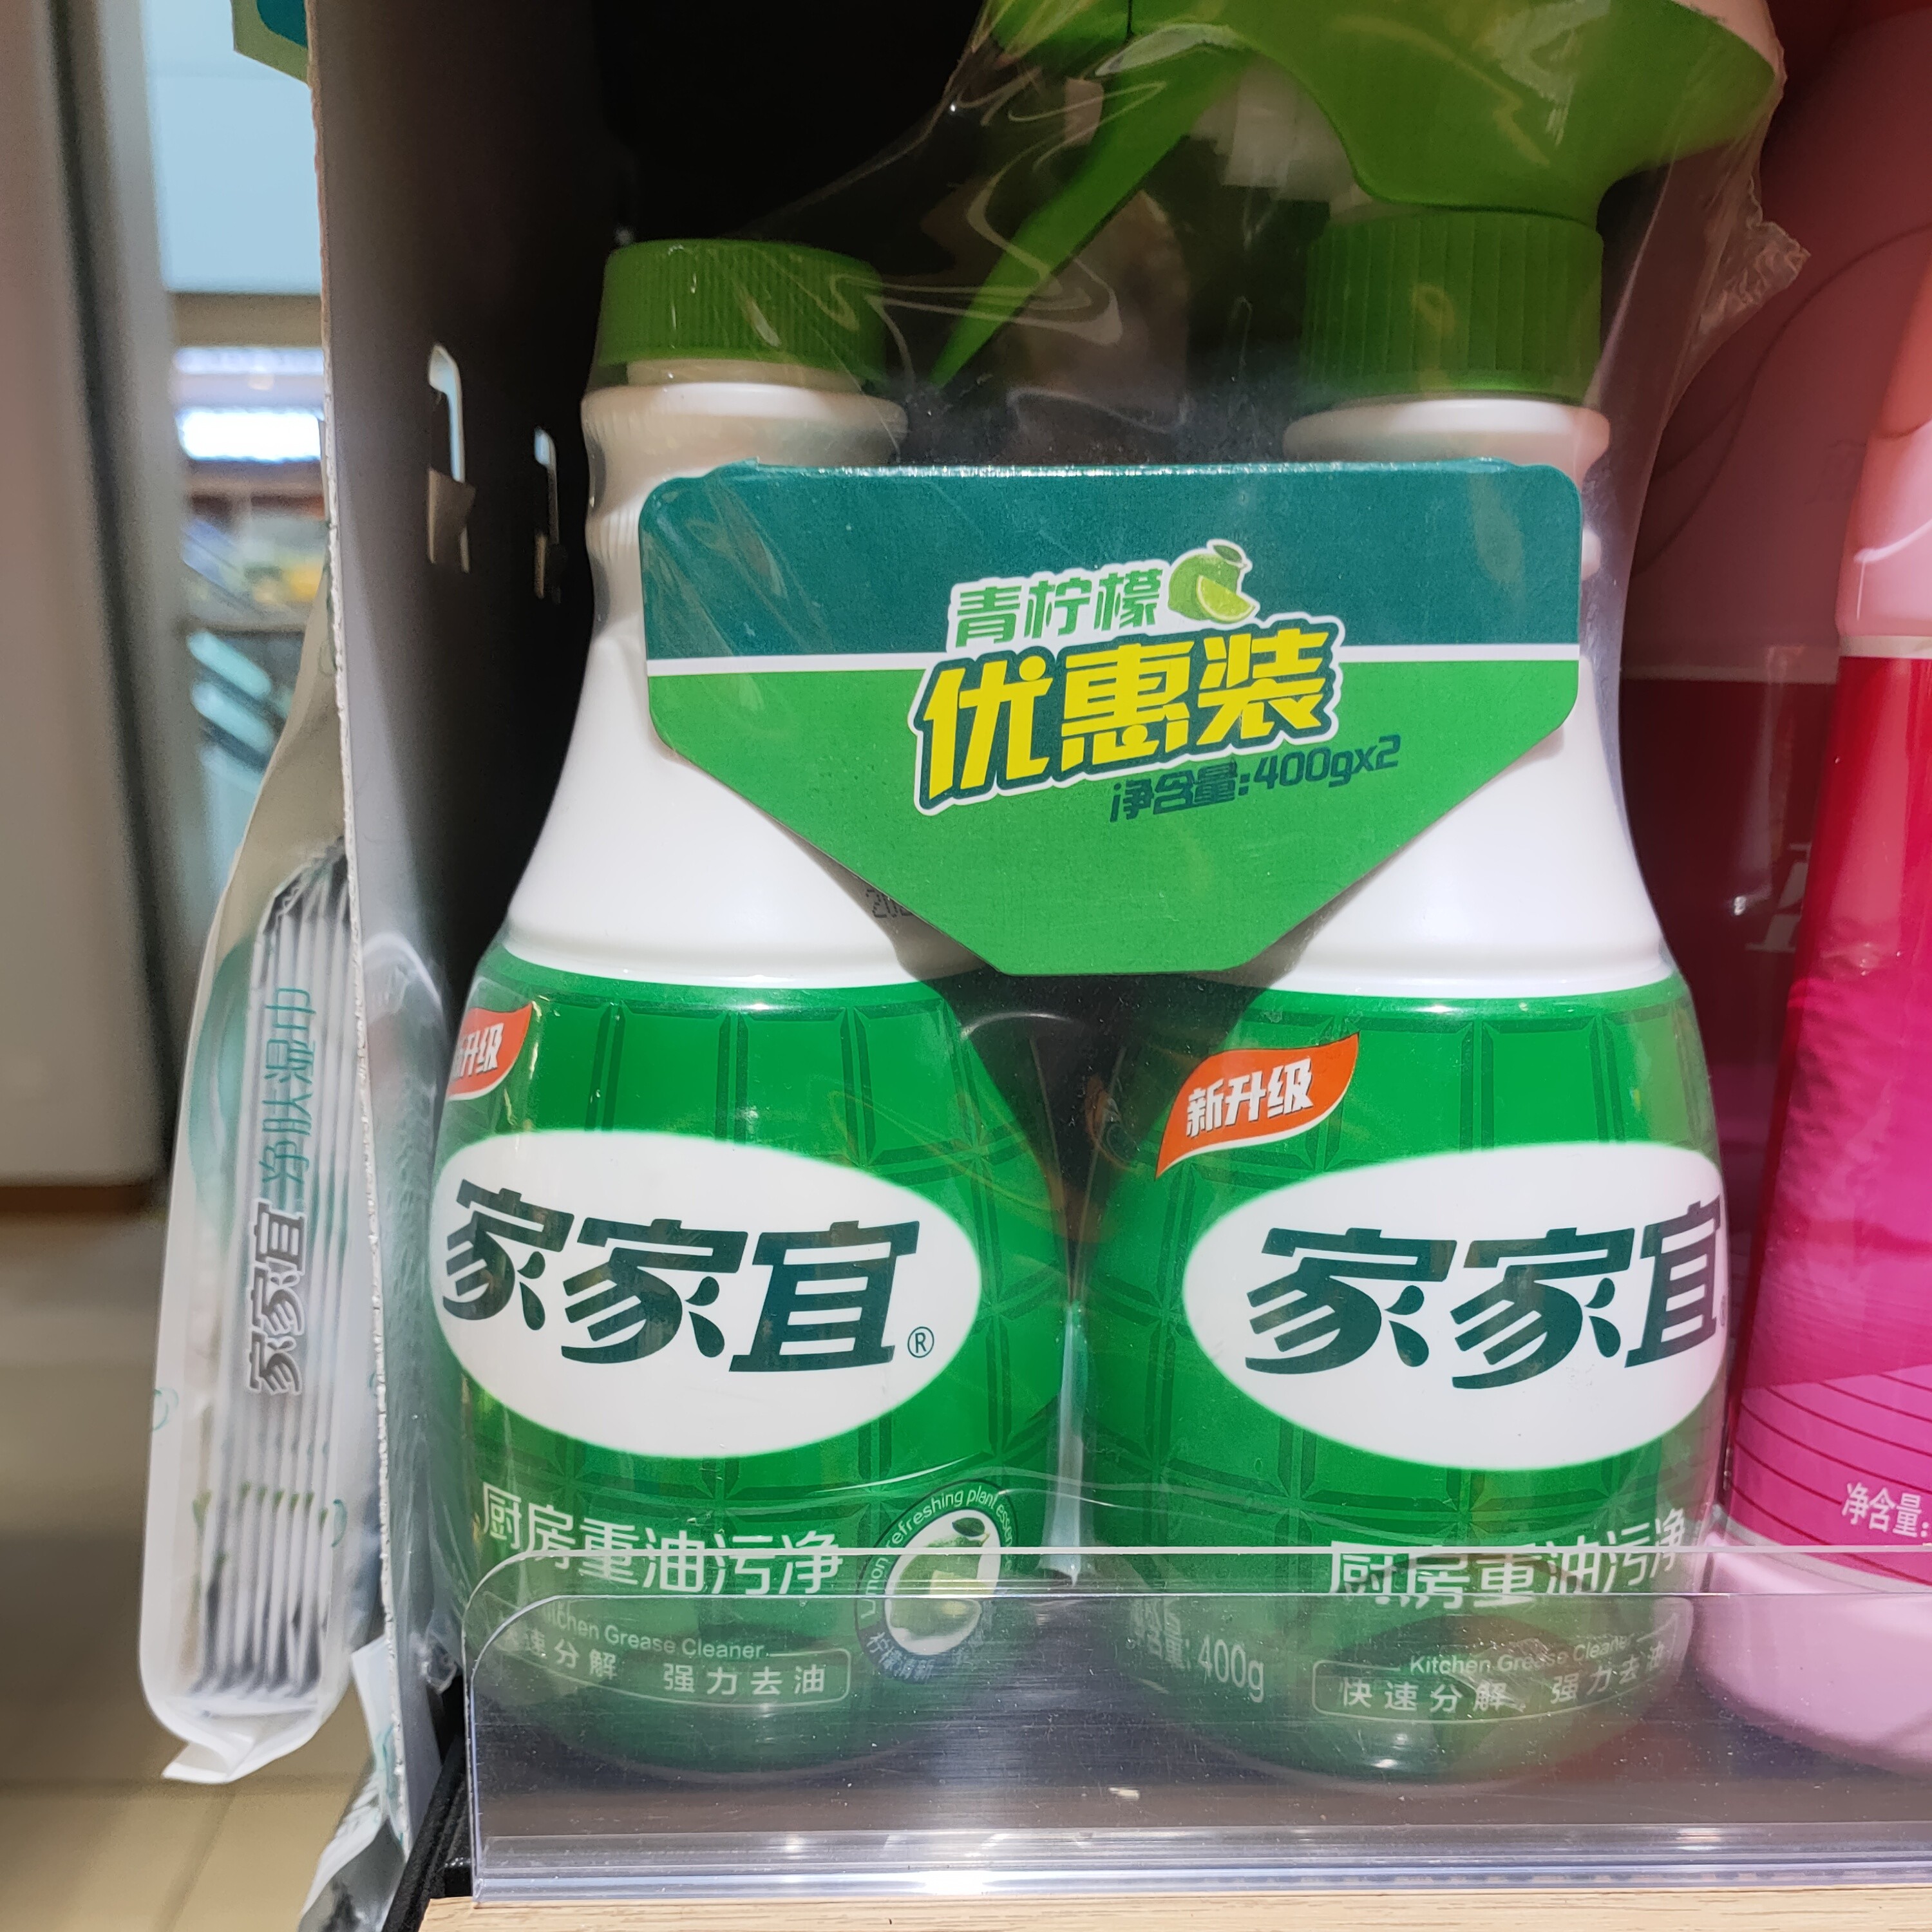 青柠檬
优惠装
净含量:400gx2
新升级
家家宜®
厨房重油污净
Kitchen Grease Cleaner
分解 强力去油
refreshing plant
升级
家家宜
厨房重油污净
400g
Kitchen Grease Cleaner
快速分解 强力去油
家家宜 净肤湿巾
净含量: